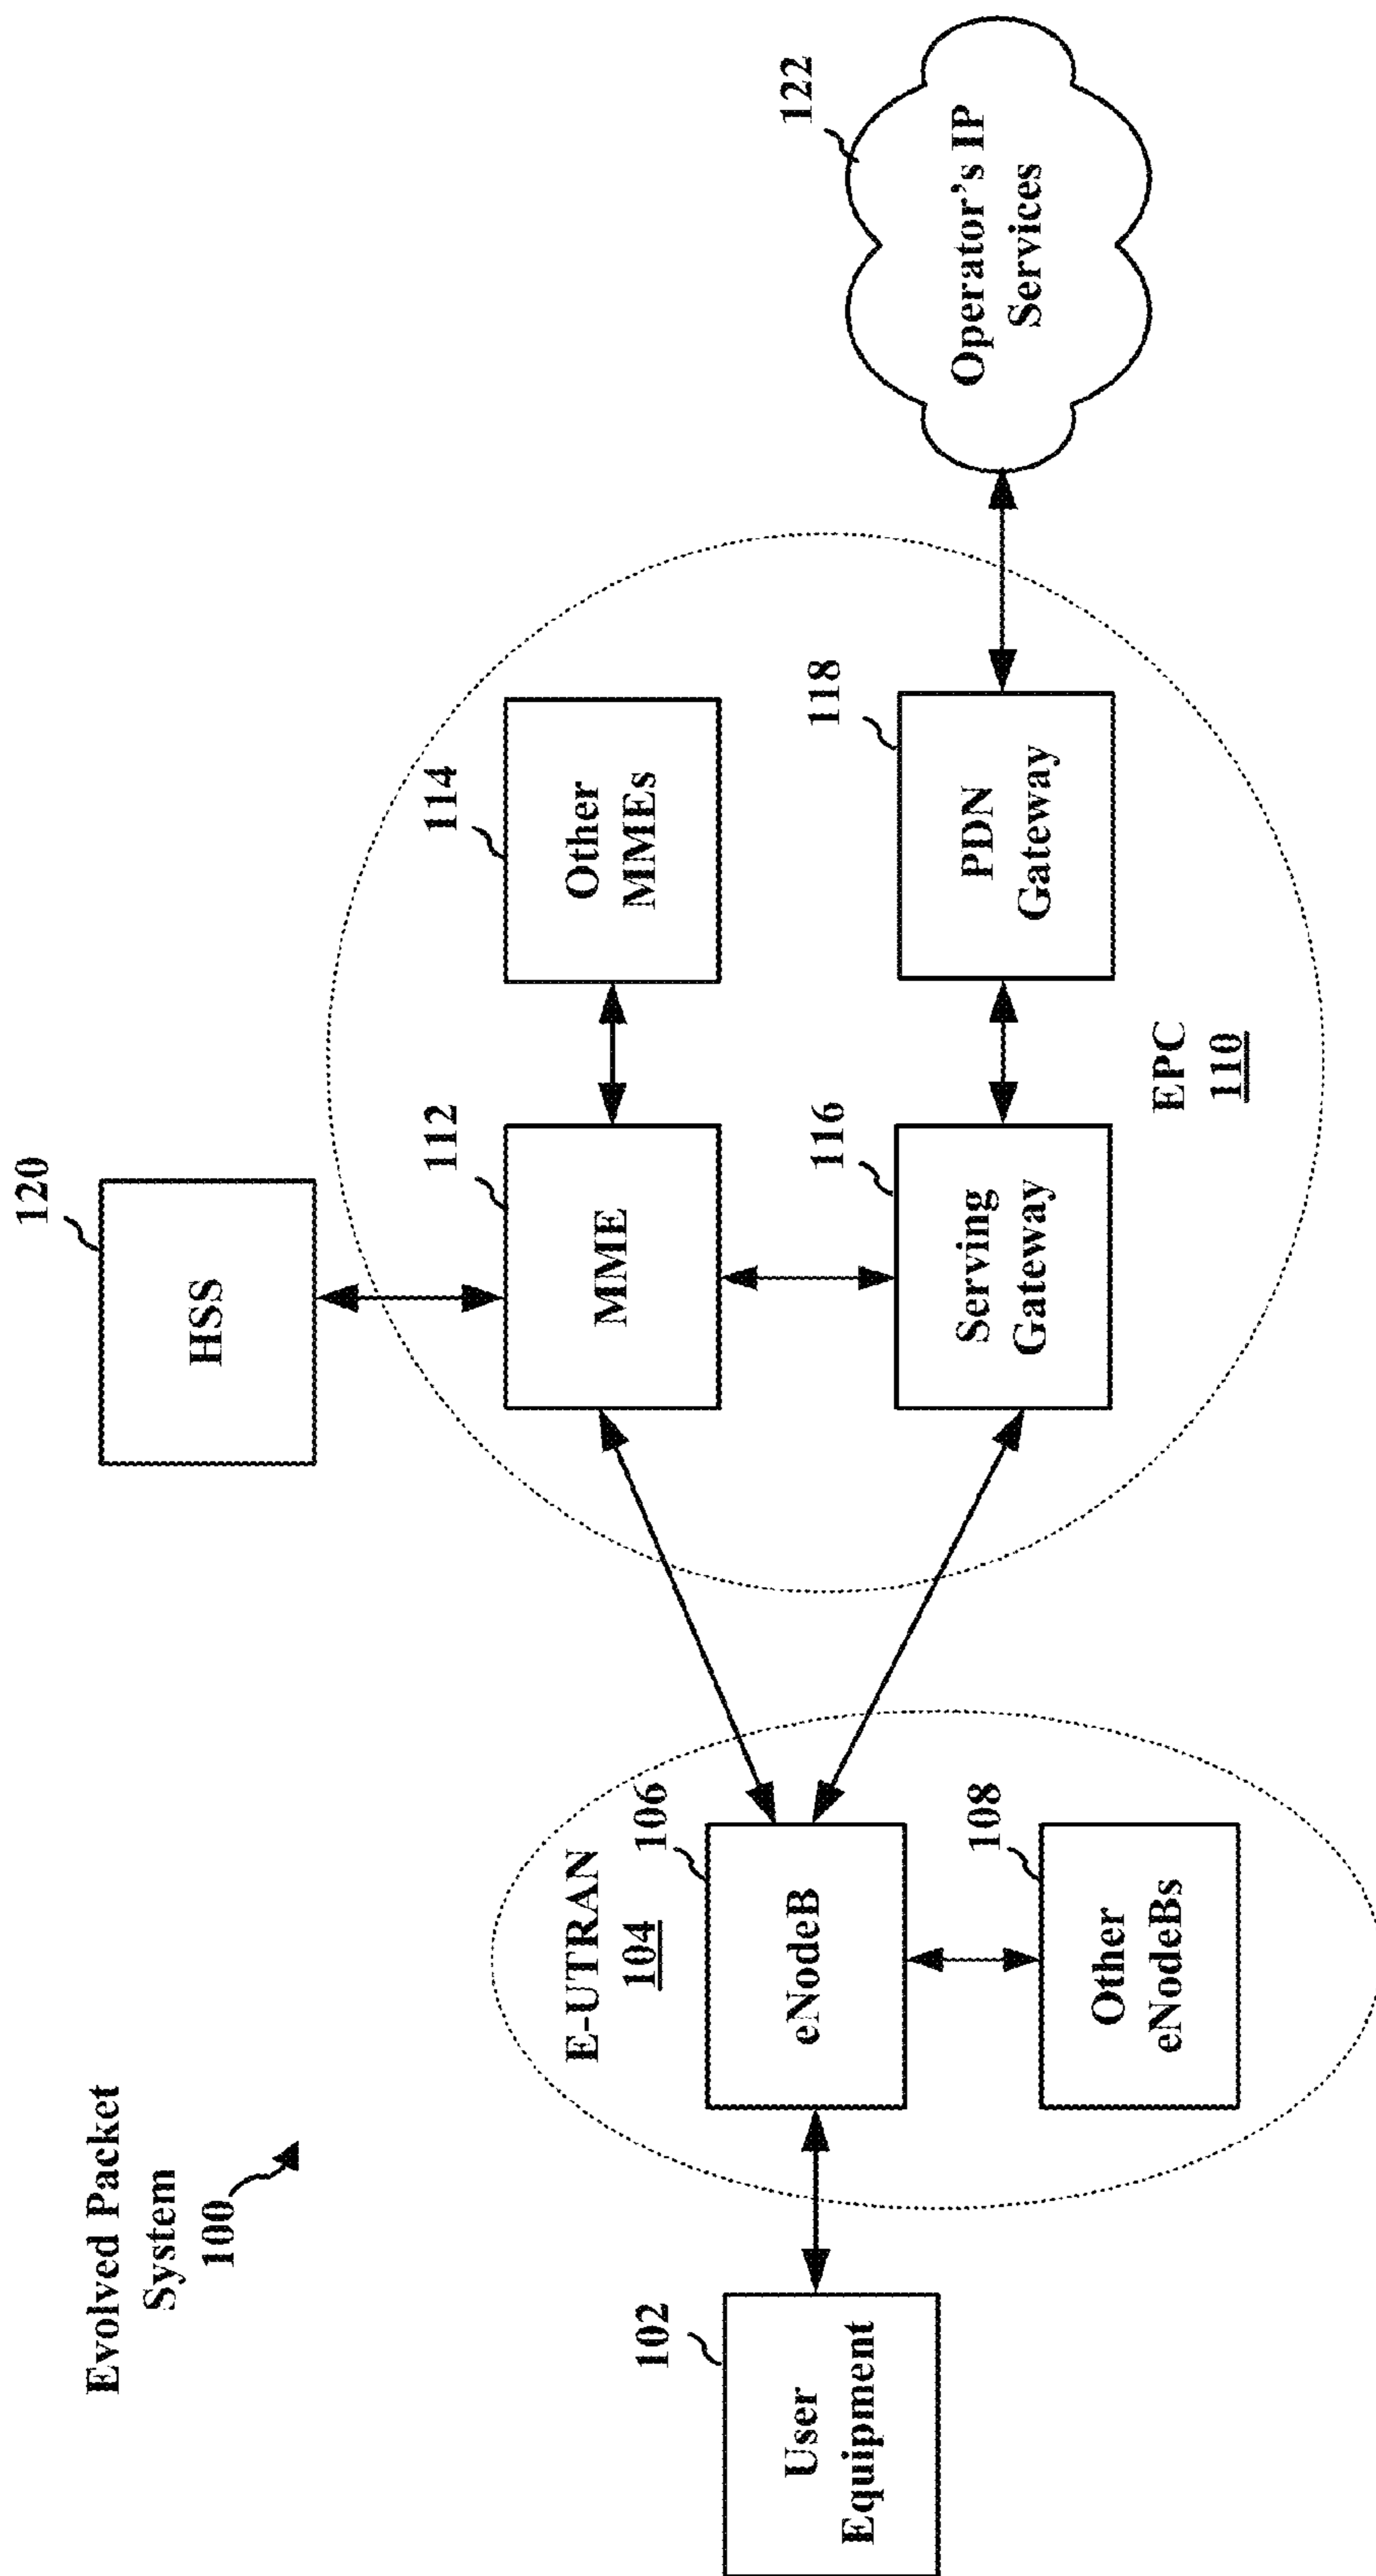 Evolved Packet
System
100
102
User
Equipment
E-UTRAN
104
106
eNodeB
108
Other
eNodeBs
120
HSS
112
MME
114
Other
MMEs
116
Serving
Gateway
118
PDN
Gateway
EPC
110
122
Operator's IP
Services